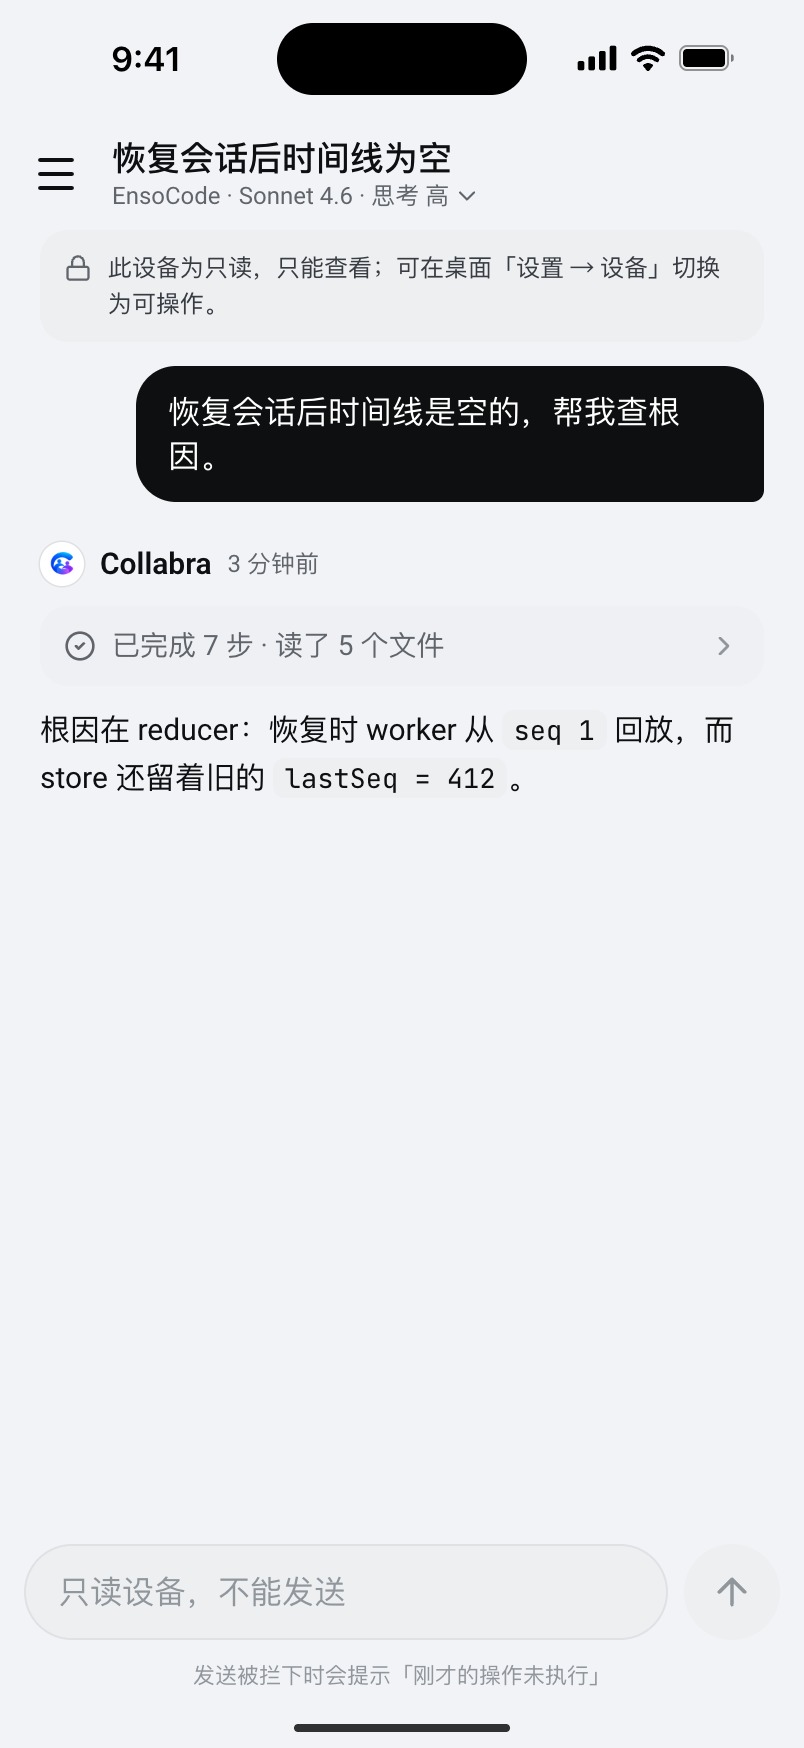 9:41
恢复会话后时间线为空
EnsoCode · Sonnet 4.6 · 思考 高
此设备为只读，只能查看；可在桌面「设置 → 设备」切换
为可操作。
恢复会话后时间线是空的，帮我查根
因。
Collabra 3 分钟前
已完成 7 步 · 读了 5 个文件
根因在 reducer：恢复时 worker 从 seq 1 回放，而
store 还留着旧的 lastSeq = 412 。
只读设备，不能发送
发送被拦下时会提示「刚才的操作未执行」